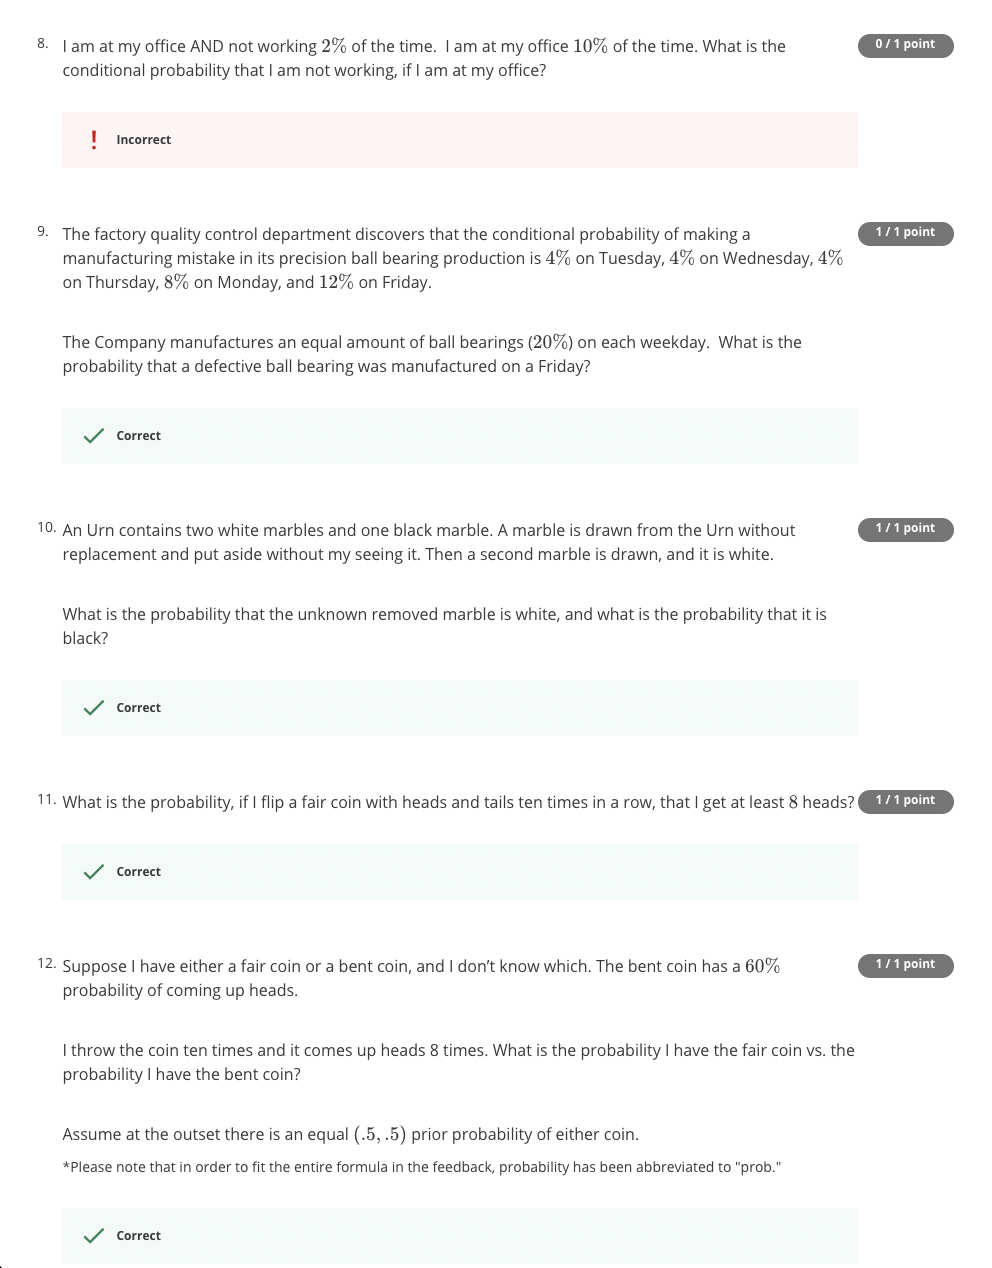 8. I am at my office AND not working 2% of the time.  I am at my office 10% of the time. What is the
0 / 1 point
conditional probability that I am not working, if I am at my office?
! Incorrect
9. The factory quality control department discovers that the conditional probability of making a
1 / 1 point
manufacturing mistake in its precision ball bearing production is 4% on Tuesday, 4% on Wednesday, 4%
on Thursday, 8% on Monday, and 12% on Friday.
The Company manufactures an equal amount of ball bearings (20%) on each weekday.  What is the
probability that a defective ball bearing was manufactured on a Friday?
Correct
10. An Urn contains two white marbles and one black marble. A marble is drawn from the Urn without
1 / 1 point
replacement and put aside without my seeing it. Then a second marble is drawn, and it is white.
What is the probability that the unknown removed marble is white, and what is the probability that it is
black?
Correct
11. What is the probability, if I flip a fair coin with heads and tails ten times in a row, that I get at least 8 heads?
1 / 1 point
Correct
12. Suppose I have either a fair coin or a bent coin, and I don’t know which. The bent coin has a 60%
1 / 1 point
probability of coming up heads.
I throw the coin ten times and it comes up heads 8 times. What is the probability I have the fair coin vs. the
probability I have the bent coin?
Assume at the outset there is an equal (.5, .5) prior probability of either coin.
*Please note that in order to fit the entire formula in the feedback, probability has been abbreviated to "prob."
Correct